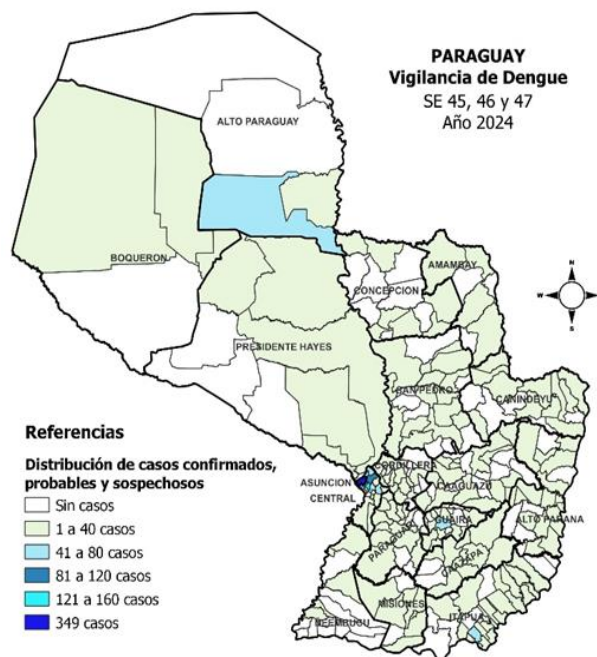 PARAGUAY
Vigilancia de Dengue
SE 45, 46 y 47
Año 2024
ALTO PARAGUAY
BOQUERON
AMAMBAY
CONCEPCION
N
W
E
S
PRESIDENTE HAYES
SAN PEDRO
CANINDEYU
Referencias
Distribución de casos confirmados,
probables y sospechosos
Sin casos
1 a 40 casos
41 a 80 casos
81 a 120 casos
121 a 160 casos
349 casos
ASUNCION
CENTRAL
CORDILLERA
CAAGUAZU
ALTO PARANA
GUAIRA
PARAGUARI
CAAZAPA
MISIONES
ÑEEMBUCU
ITAPUA